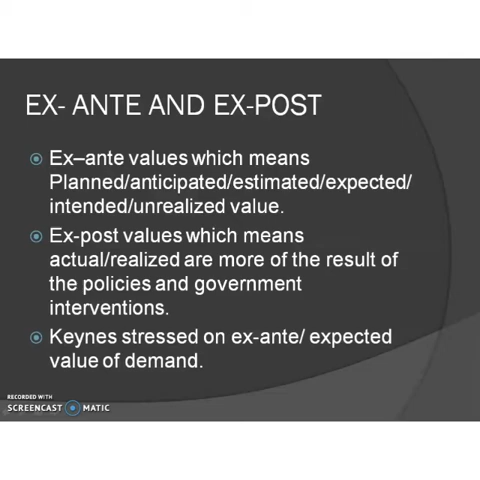 EX- ANTE AND EX-POST
Ex–ante values which means
Planned/anticipated/estimated/expected/
intended/unrealized value.
Ex-post values which means
actual/realized are more of the result of
the policies and government
interventions.
Keynes stressed on ex-ante/ expected
value of demand.
RECORDED WITH
SCREENCAST MATIC